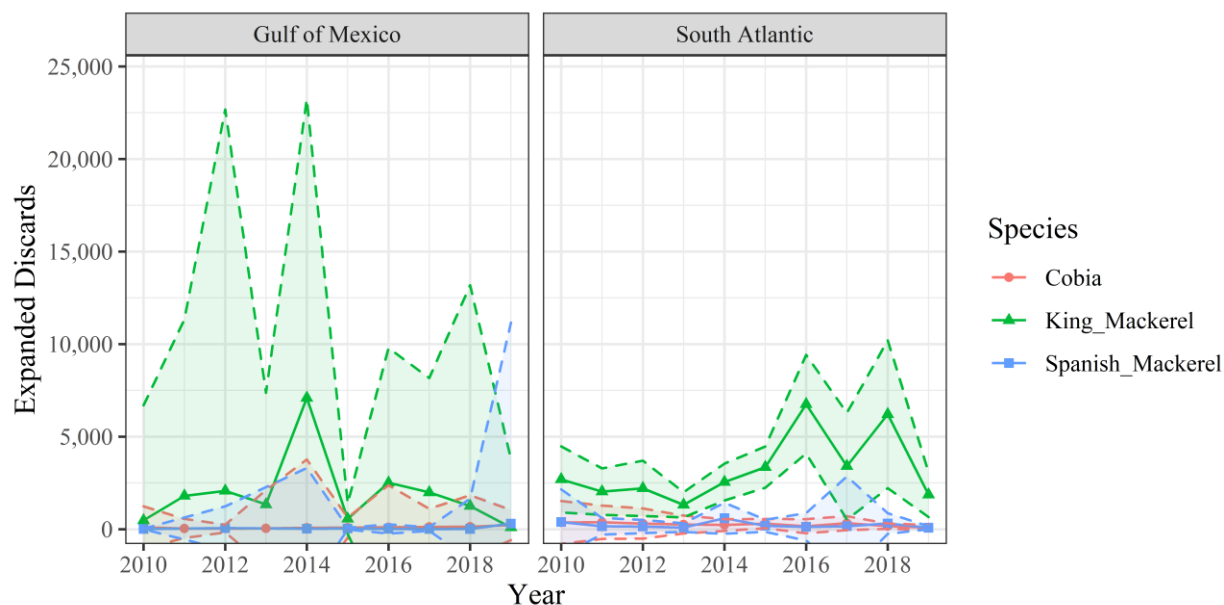 Gulf of Mexico
South Atlantic
25,000
20,000
15,000
10,000
5,000
0
Expanded Discards
2010 2012 2014 2016 2018
2010 2012 2014 2016 2018
Year
Species
Cobia
King_Mackerel
Spanish_Mackerel